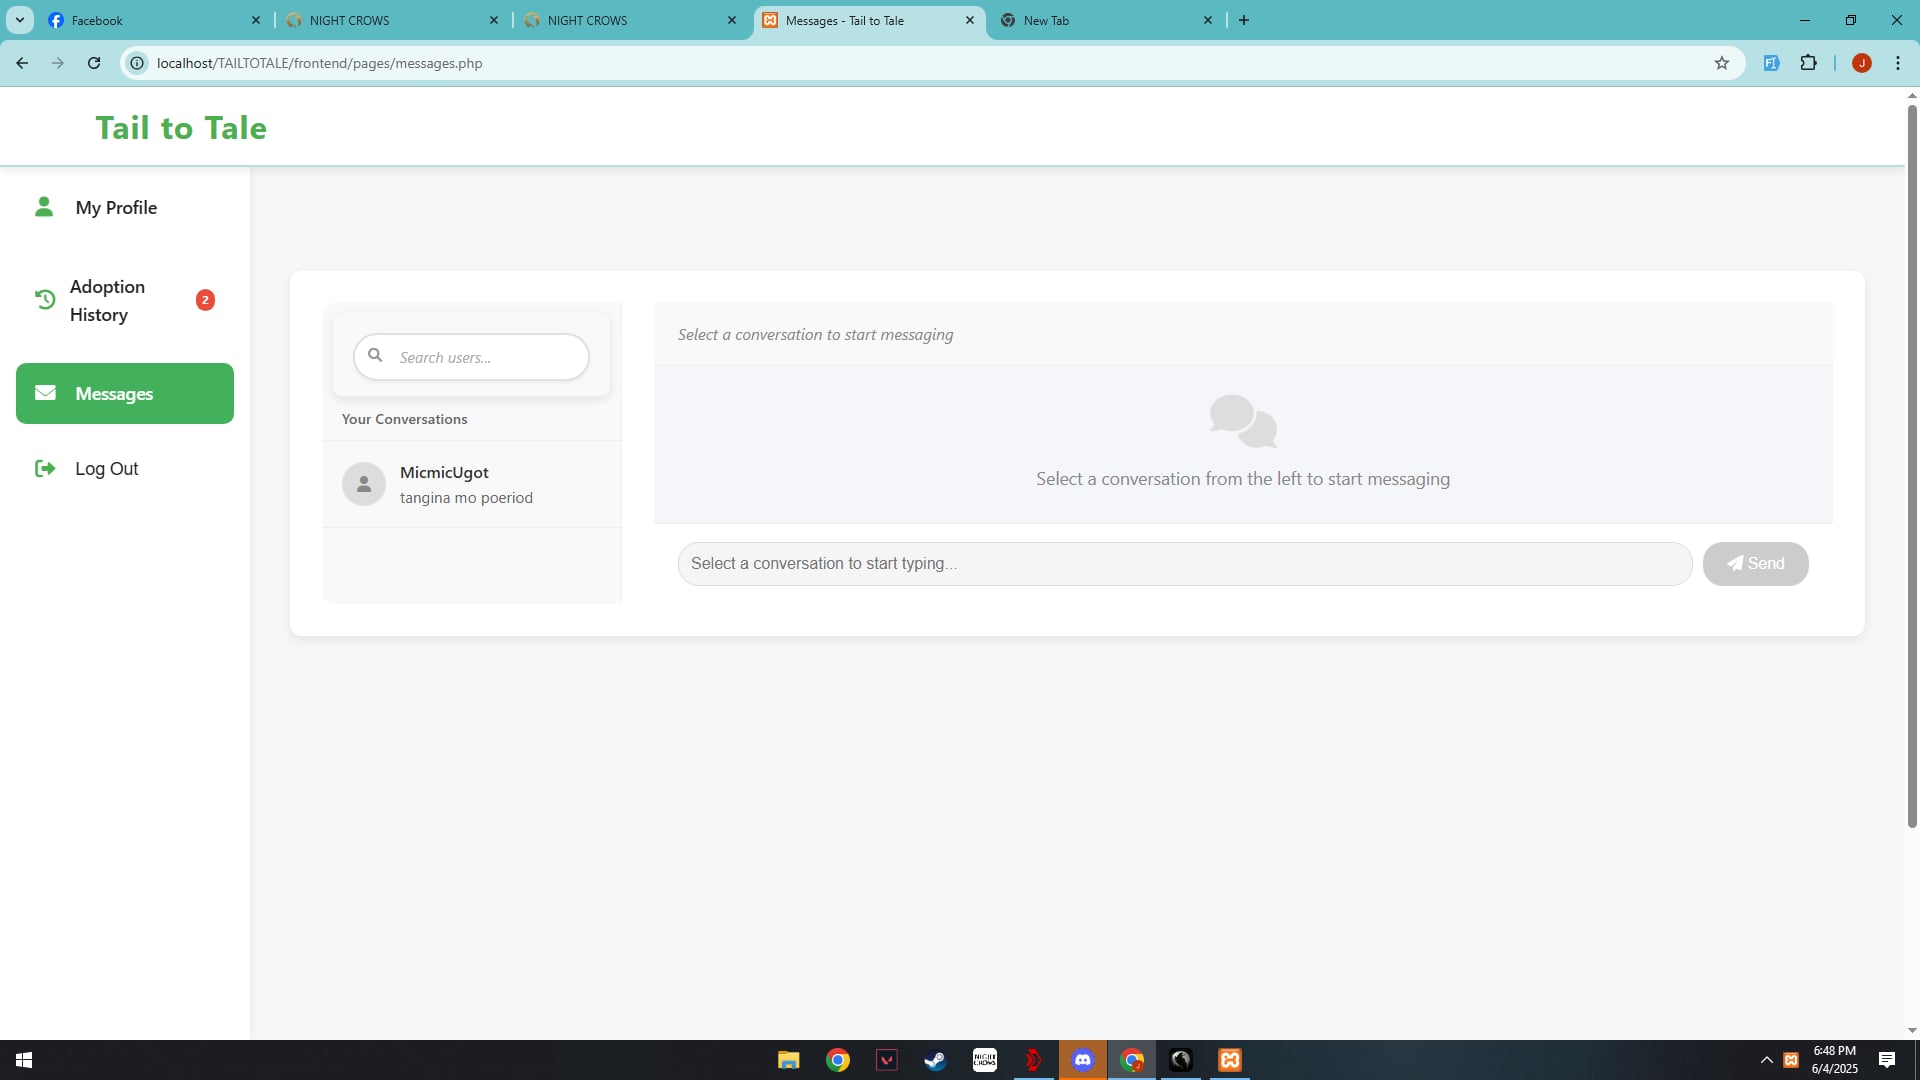 Facebook
NIGHT CROWS
NIGHT CROWS
Messages - Tail to Tale
New Tab
localhost/TAILTOTALE/frontend/pages/messages.php
J
Tail to Tale
My Profile
Adoption
History
2
Messages
Log Out
Search users...
Your Conversations
MicmicUgot
tangina mo poeriod
Select a conversation to start messaging
Select a conversation from the left to start messaging
Select a conversation to start typing...
Send
NIGHT
CROWS
6:48 PM
6/4/2025